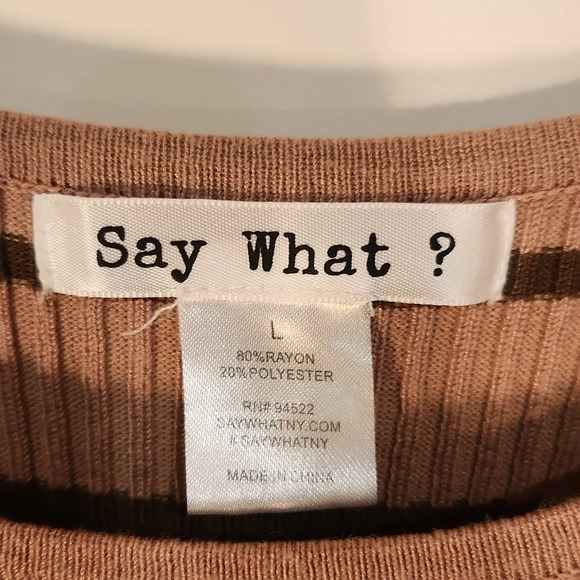 Say What ?
L
80%RAYON
20%POLYESTER
RN# 94522
SAYWHATNY.COM
#SAYWHATNY
MADE IN CHINA